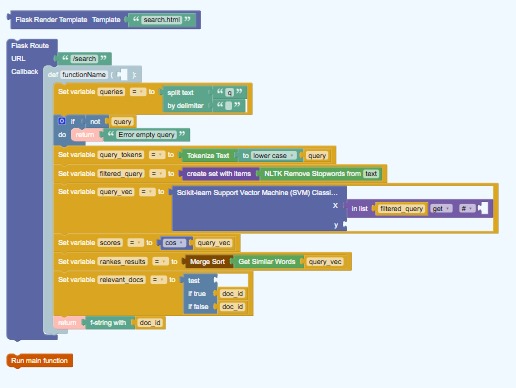 Flask Render Template Template “ search.html ”
Flask Route
URL “ /search ”
Callback def functionName ( ):
Set variable queries = to split text “ q ”
by delimiter “ ”
if not query
do return “ Error empty query ”
Set variable query_tokens = to Tokenize Text to lower case query
Set variable filtered_query = to create set with items NLTK Remove Stopwords from text
Set variable query_vec = to Scikit-learn Support Vector Machine (SVM) Classi...
X in list filtered_query get #
y
Set variable scores = to cos query_vec
Set variable rankes_results = to Merge Sort Get Similar Words query_vec
Set variable relevant_docs = to test
if true doc_id
if false doc_id
return f-string with doc_id
Run main function